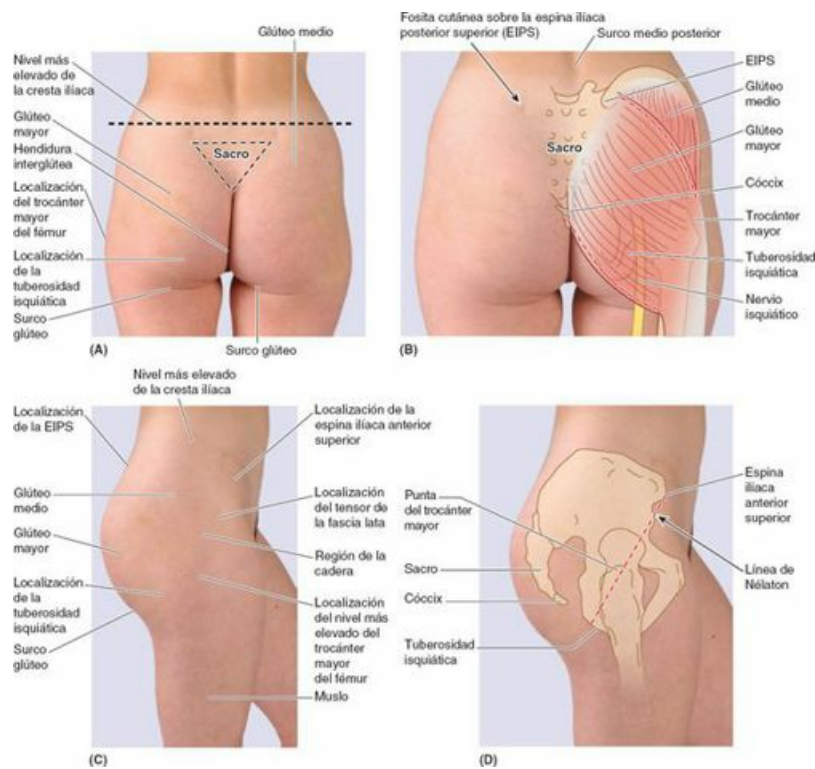 Glúteo medio
Nivel más
elevado de
la cresta ilíaca
Glúteo
mayor
Hendidura
interglútea
Localización
del trocánter
mayor
del fémur
Localización
de la
tuberosidad
isquiática
Surco
glúteo
Sacro
Surco glúteo
(A)
Fosita cutánea sobre la espina ilíaca
posterior superior (EIPS)
Surco medio posterior
EIPS
Glúteo
medio
Glúteo
mayor
Sacro
Cóccix
Trocánter
mayor
Tuberosidad
isquiática
Nervio
isquiático
(B)
Nivel más elevado
de la cresta ilíaca
Localización
de la EIPS
Glúteo
medio
Glúteo
mayor
Localización
de la
tuberosidad
isquiática
Surco
glúteo
Localización de la
espina ilíaca anterior
superior
Localización
del tensor de
la fascia lata
Región de la
cadera
Localización
del nivel más
elevado del
trocánter
mayor
del fémur
Muslo
(C)
Punta
del trocánter
mayor
Sacro
Cóccix
Tuberosidad
isquiática
Espina
ilíaca
anterior
superior
Línea de
Nélaton
(D)